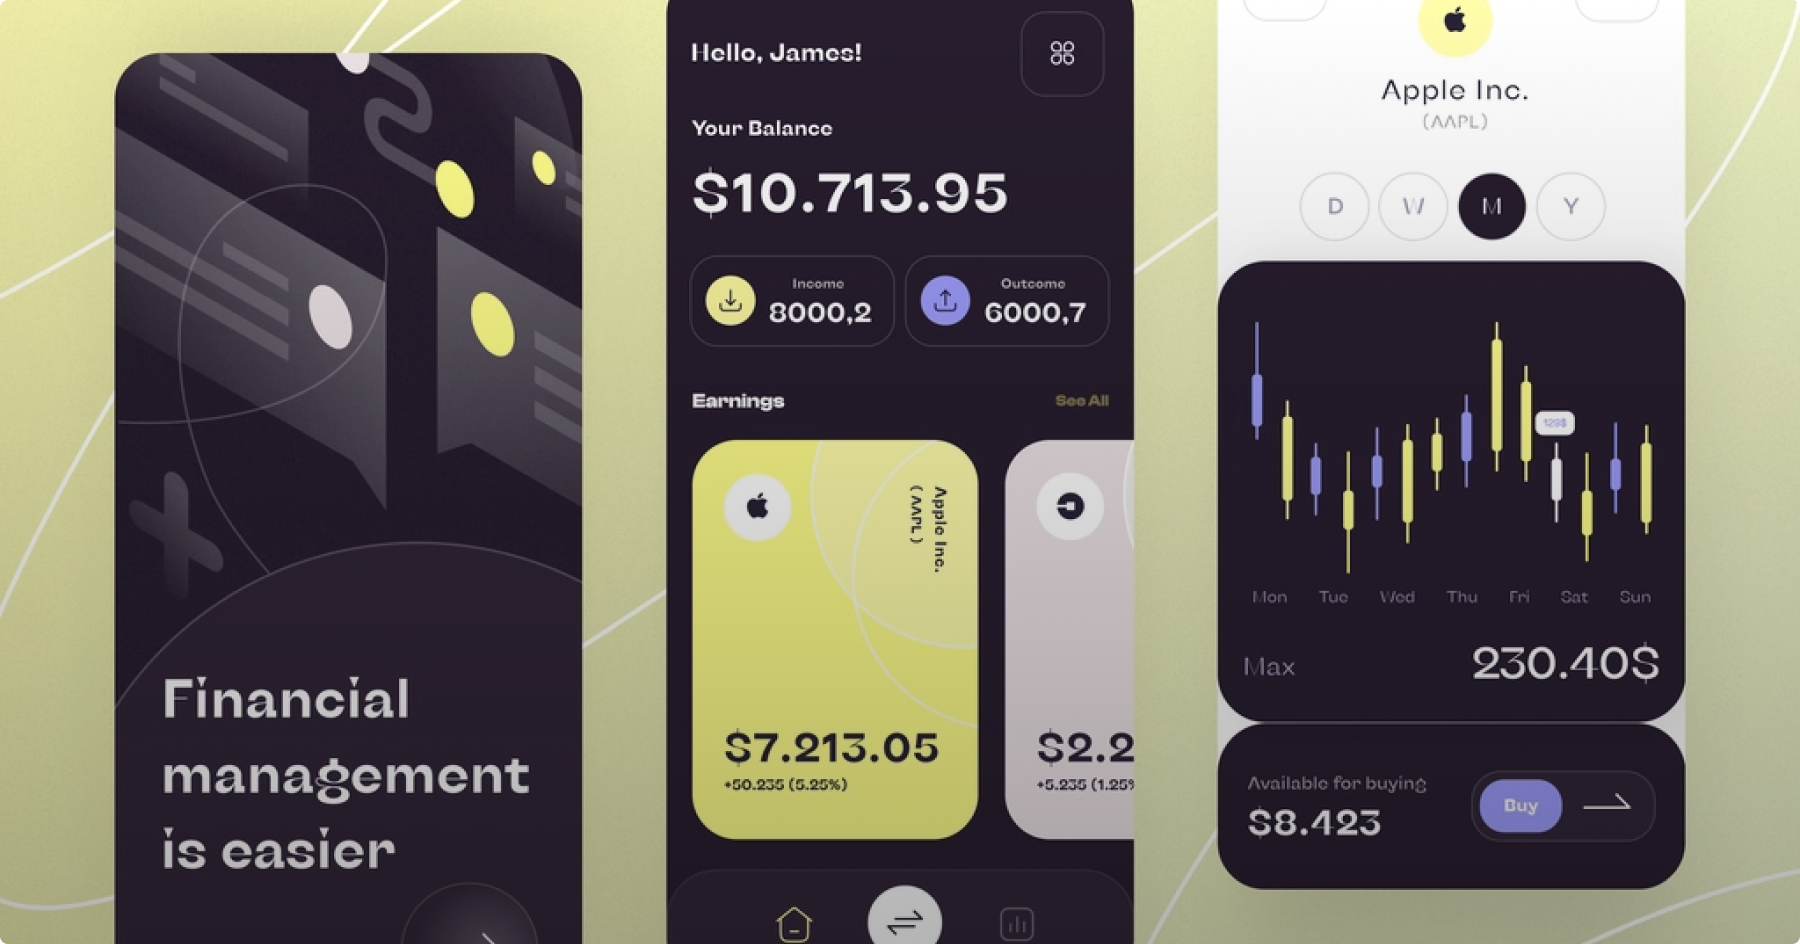 Financial
management
is easier
Hello, James!
Your Balance
$10.713.95
Income
8000,2
Outcome
6000,7
Earnings
See All
Apple Inc.
(AAPL)
$7.213.05
+50.235 (5.25%)
$2.2
+5.235 (1.25%
Apple Inc.
(AAPL)
D W M Y
129$
Mon Tue Wed Thu Fri Sat Sun
Max 230.40$
Available for buying
$8.423
Buy